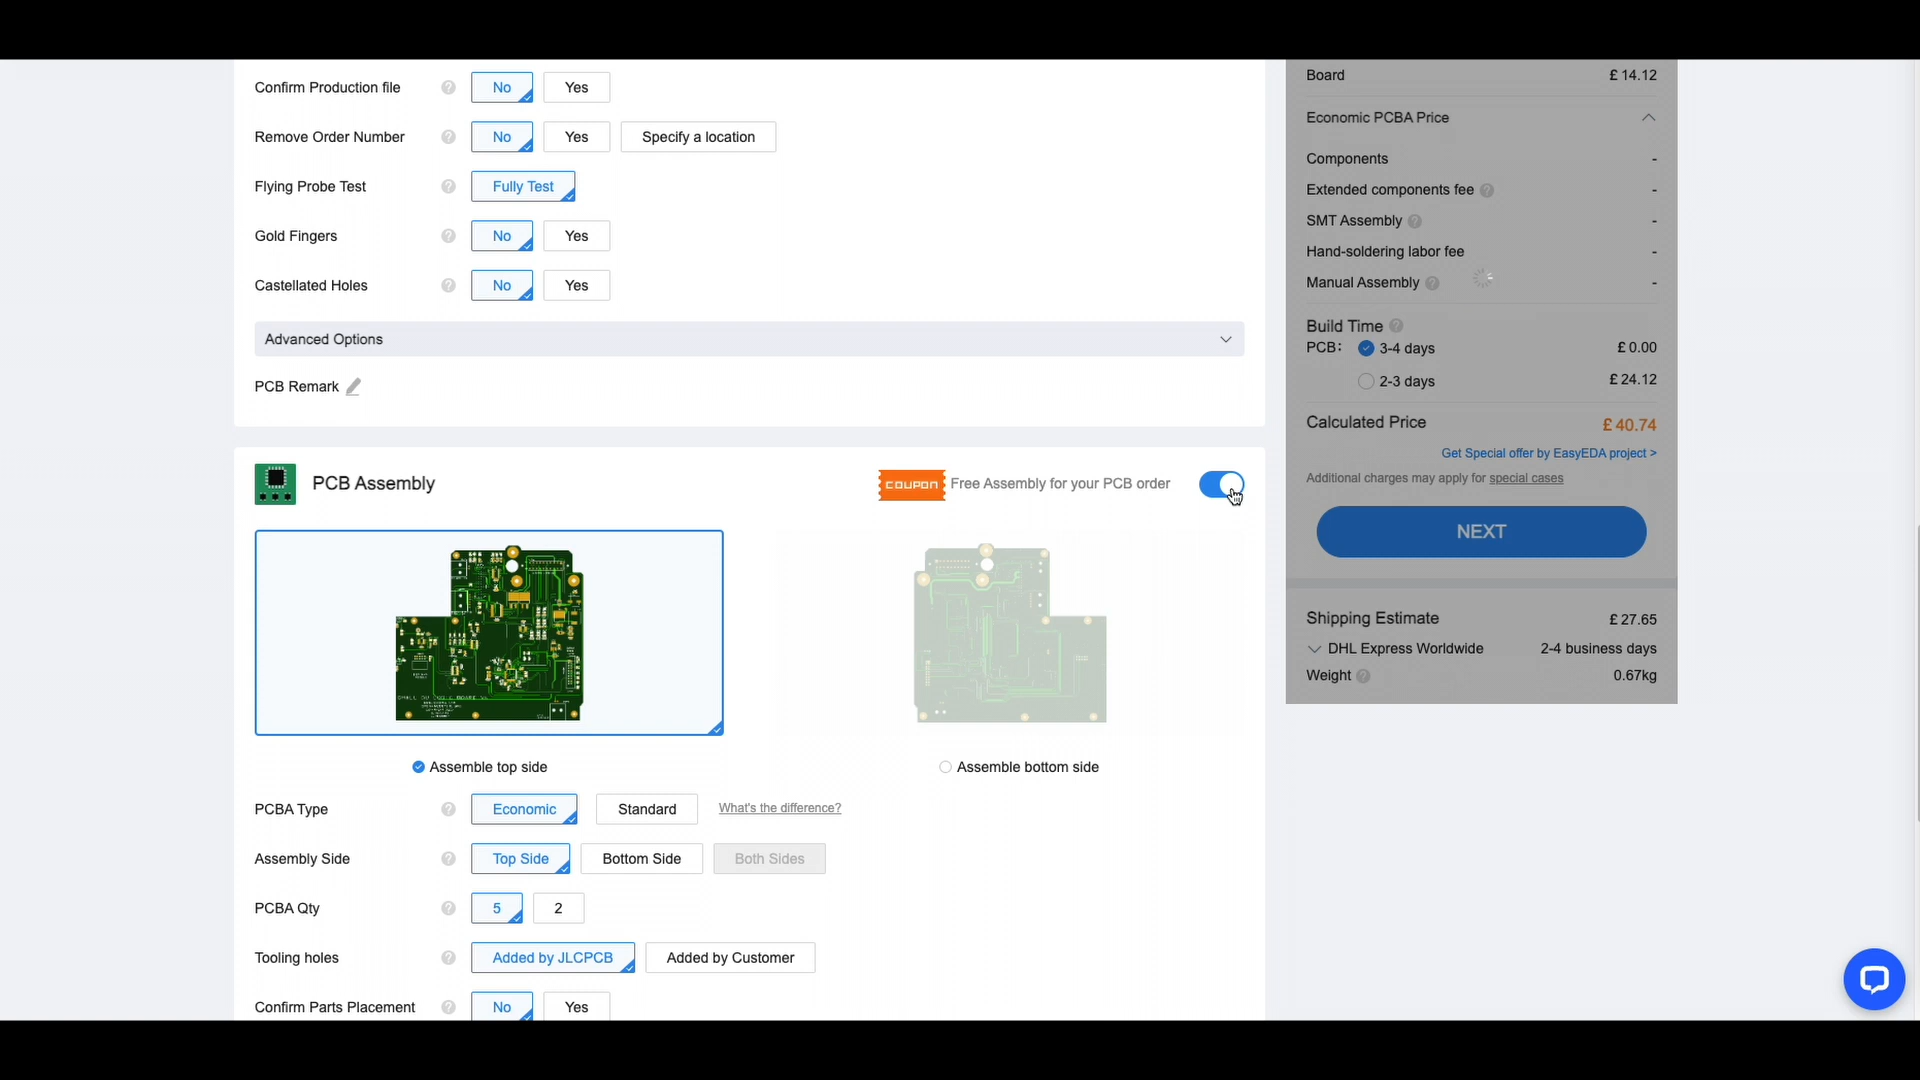 Confirm Production file ? No Yes
Remove Order Number ? No Yes Specify a location
Flying Probe Test ? Fully Test
Gold Fingers ? No Yes
Castellated Holes ? No Yes
Advanced Options
PCB Remark
PCB Assembly COUPON Free Assembly for your PCB order
Assemble top side Assemble bottom side
PCBA Type ? Economic Standard What's the difference?
Assembly Side ? Top Side Bottom Side Both Sides
PCBA Qty ? 5 2
Tooling holes ? Added by JLCPCB Added by Customer
Confirm Parts Placement ? No Yes
Board £ 14.12
Economic PCBA Price
Components -
Extended components fee ? -
SMT Assembly ? -
Hand-soldering labor fee -
Manual Assembly ? -
Build Time ?
PCB: 3-4 days £ 0.00
2-3 days £ 24.12
Calculated Price £ 40.74
Get Special offer by EasyEDA project >
Additional charges may apply for special cases
NEXT
Shipping Estimate £ 27.65
DHL Express Worldwide 2-4 business days
Weight ? 0.67kg